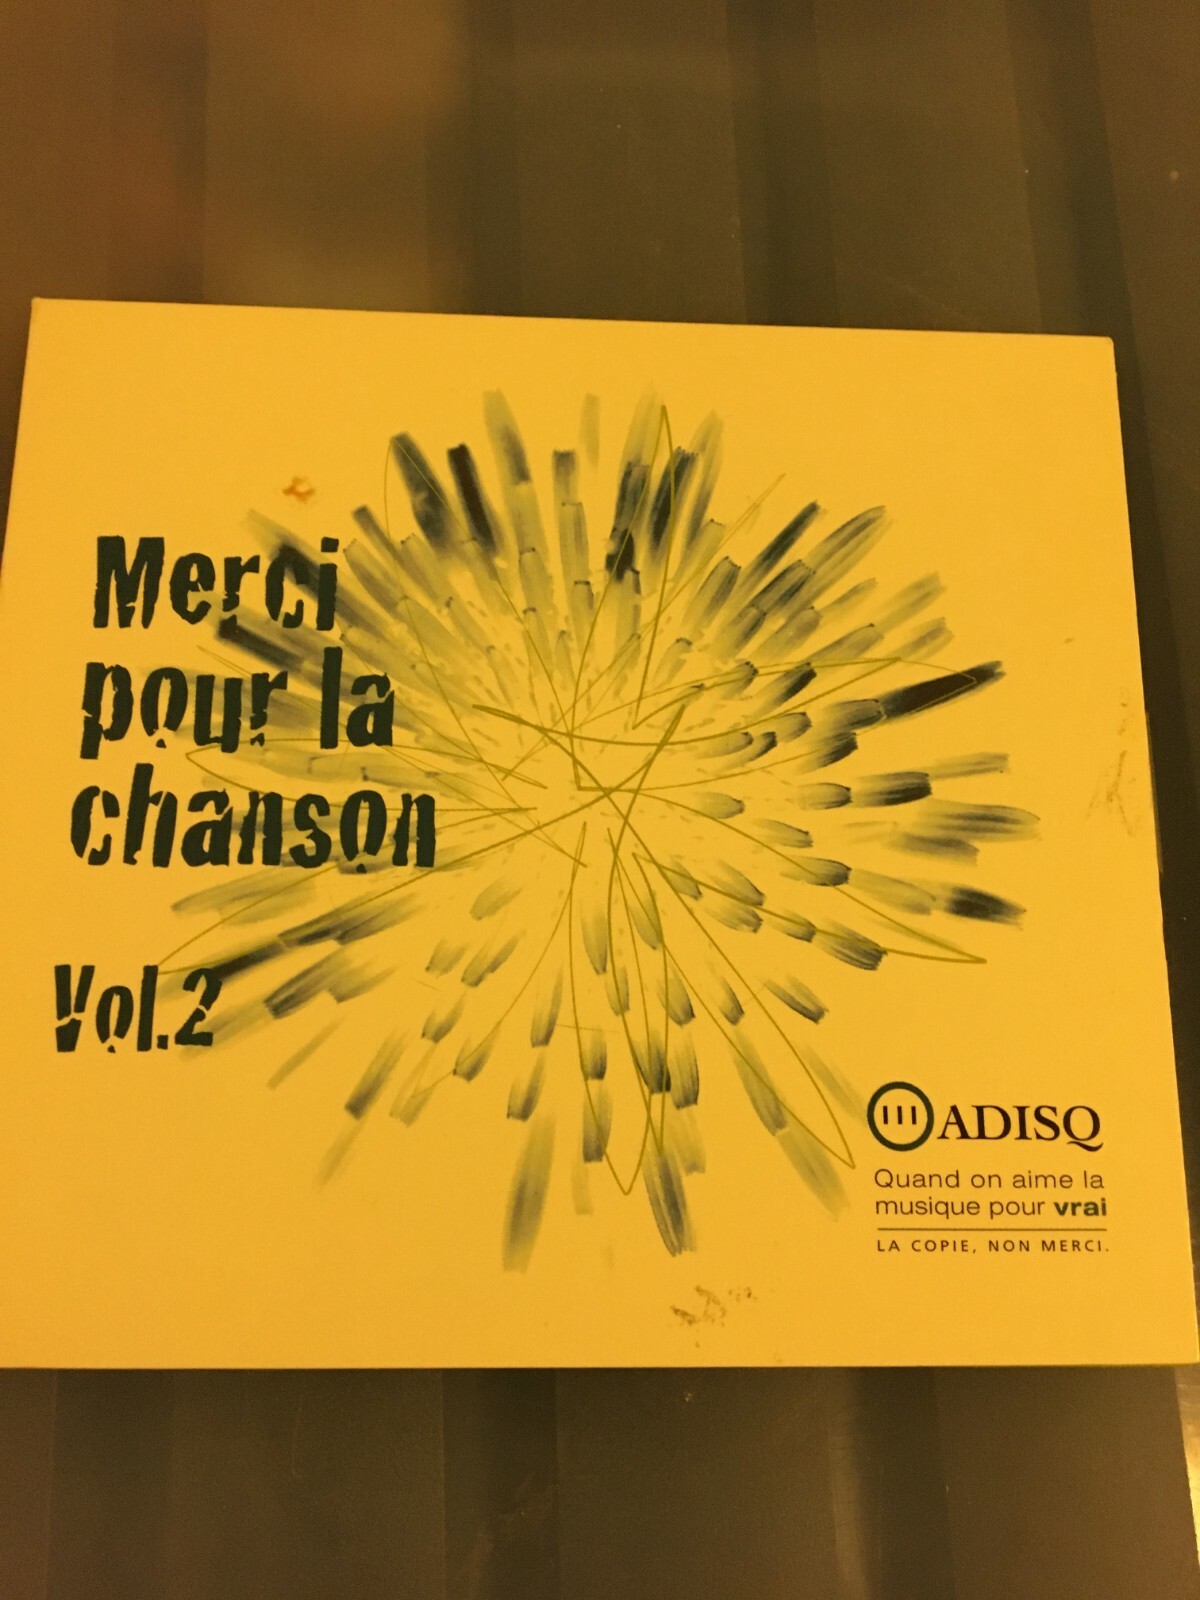 Merci
pour la
chanson
Vol.2
ADISQ
Quand on aime la
musique pour vrai
LA COPIE, NON MERCI.